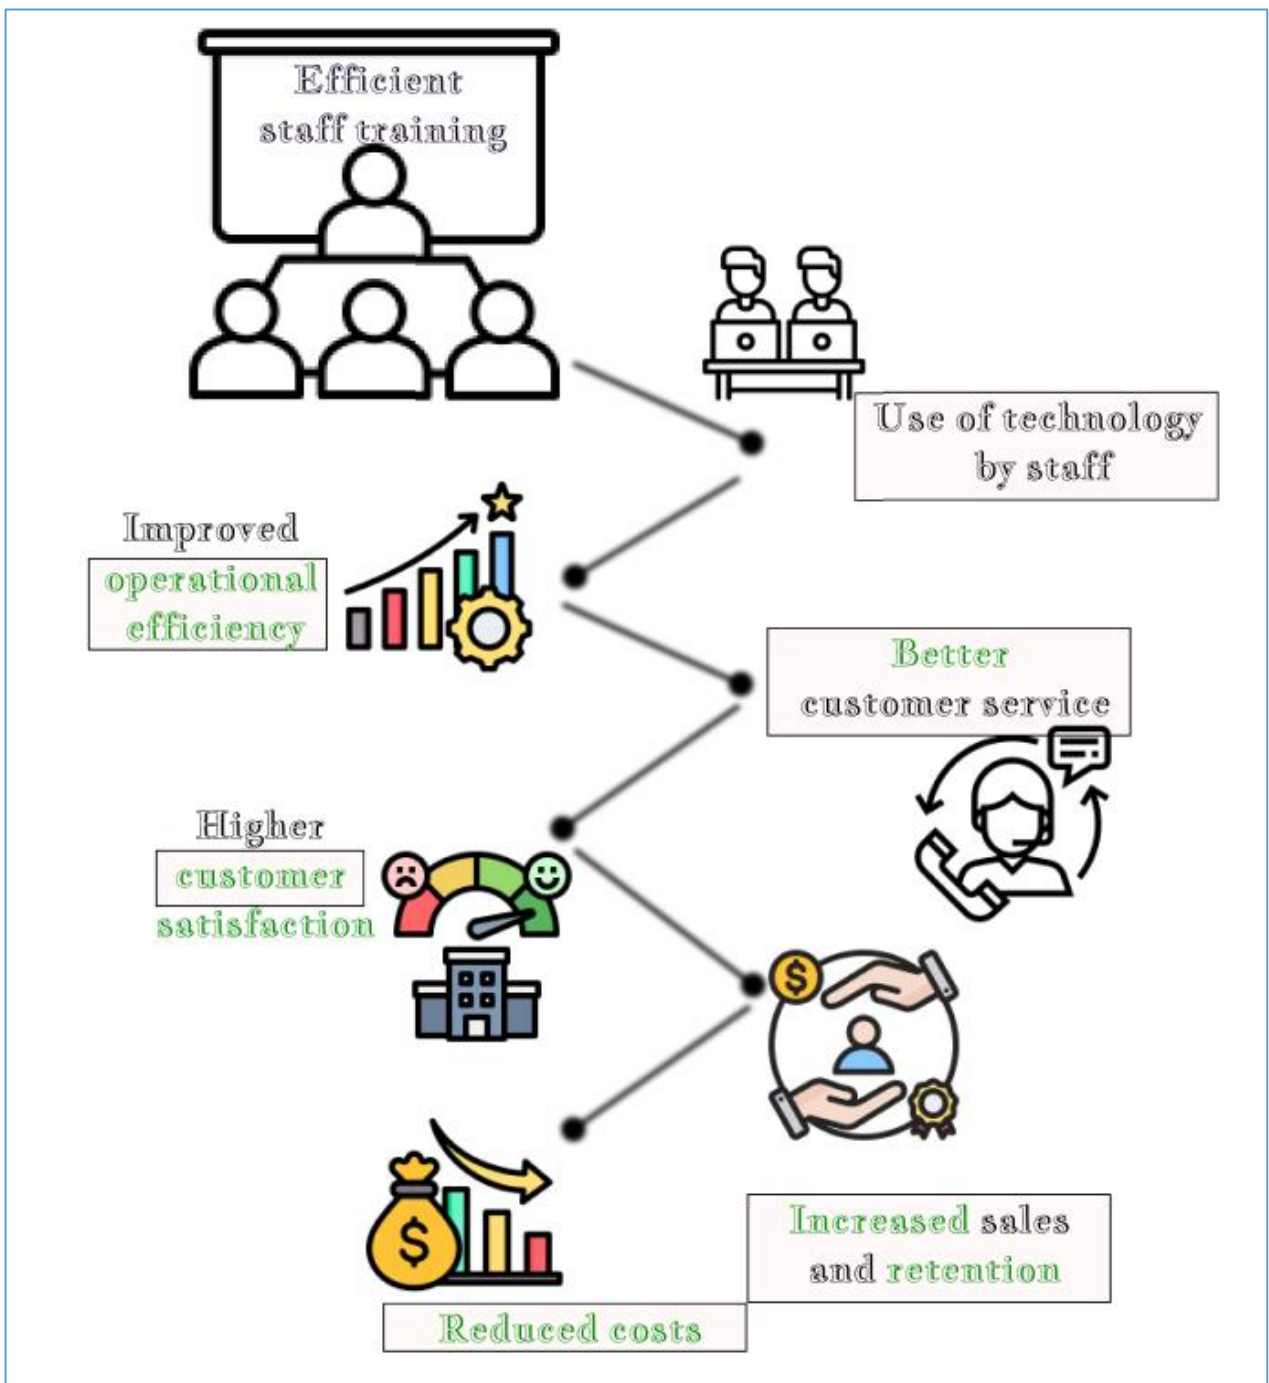 Efficient
staff training
Use of technology
by staff
Improved
operational
efficiency
Better
customer service
Higher
customer
satisfaction
$
$
Increased sales
and retention
Reduced costs